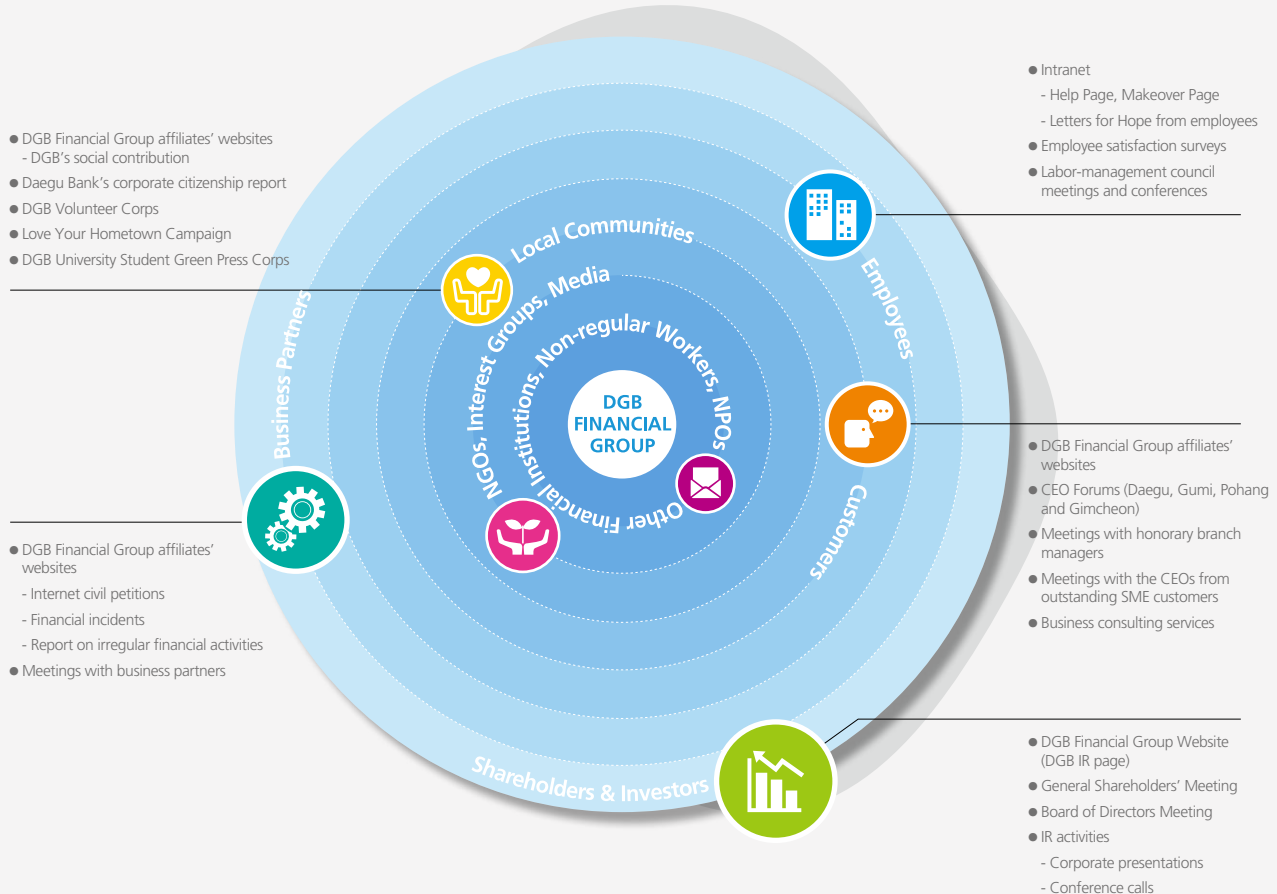 ● DGB Financial Group affiliates’ websites
- DGB’s social contribution
● Daegu Bank’s corporate citizenship report
● DGB Volunteer Corps
● Love Your Hometown Campaign
● DGB University Student Green Press Corps
● DGB Financial Group affiliates’
websites
- Internet civil petitions
- Financial incidents
- Report on irregular financial activities
● Meetings with business partners
Local Communities
NGOs, Interest Groups, Media
Other Financial Institutions, Non-regular Workers, NPOs
DGB
FINANCIAL
GROUP
Business Partners
Employees
Customers
Shareholders & Investors
● Intranet
- Help Page, Makeover Page
- Letters for Hope from employees
● Employee satisfaction surveys
● Labor-management council
meetings and conferences
● DGB Financial Group affiliates’
websites
● CEO Forums (Daegu, Gumi, Pohang
and Gimcheon)
● Meetings with honorary branch
managers
● Meetings with the CEOs from
outstanding SME customers
● Business consulting services
● DGB Financial Group Website
(DGB IR page)
● General Shareholders’ Meeting
● Board of Directors Meeting
● IR activities
- Corporate presentations
- Conference calls